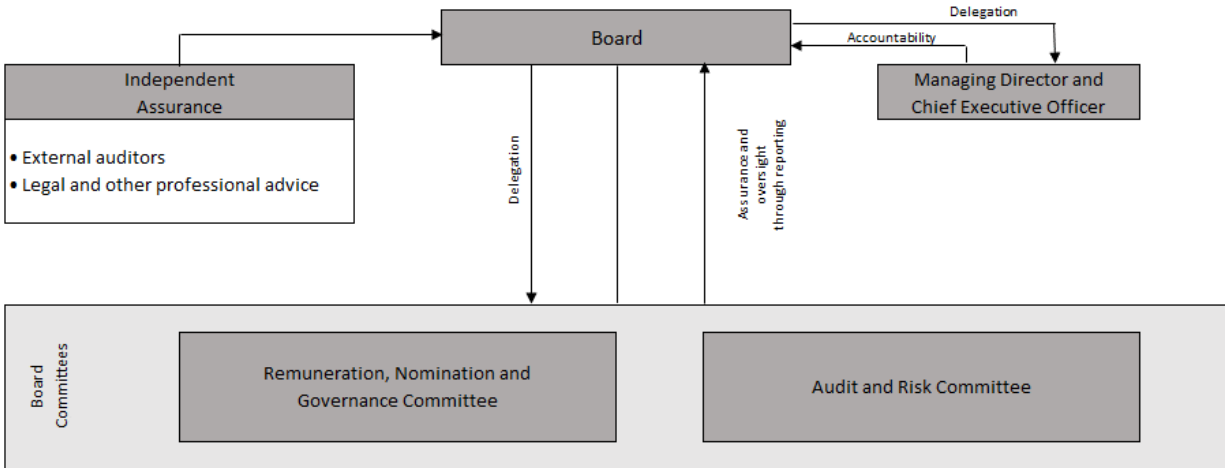 Delegation
Board
Accountability
Independent
Assurance
Managing Director and
Chief Executive Officer
• External auditors
• Legal and other professional advice
Delegation
Assurance and
oversight
through reporting
Board
Committees
Remuneration, Nomination and
Governance Committee
Audit and Risk Committee